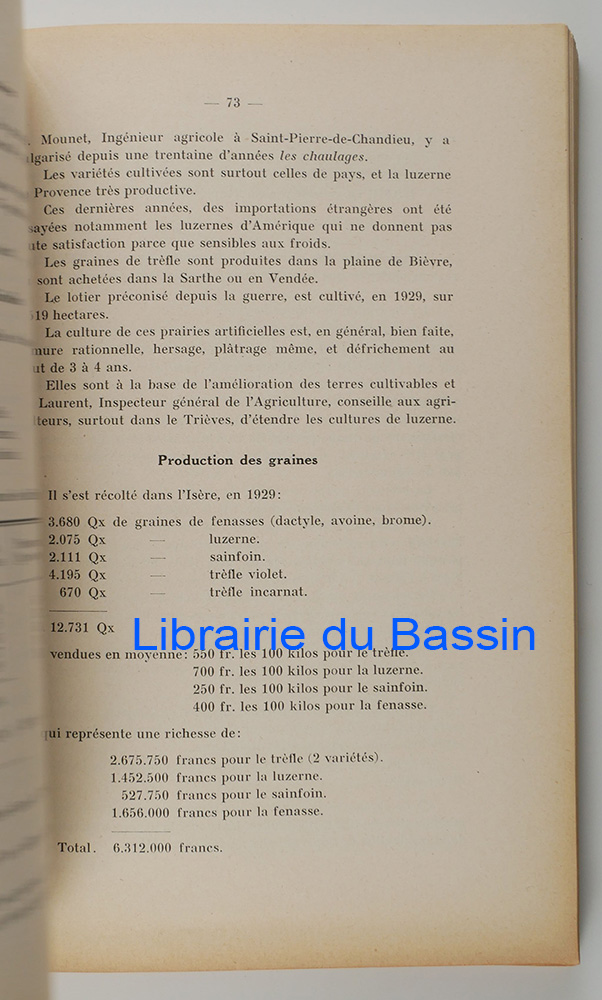 — 73 —
Mounet, Ingénieur agricole à Saint-Pierre-de-Chandieu, y a
lgarisé depuis une trentaine d'années les chaulages.
Les variétés cultivées sont surtout celles de pays, et la luzerne
Provence très productive.
Ces dernières années, des importations étrangères ont été
sayées notamment les luzernes d'Amérique qui ne donnent pas
ute satisfaction parce que sensibles aux froids.
Les graines de trèfle sont produites dans la plaine de Bièvre,
sont achetées dans la Sarthe ou en Vendée.
Le lotier préconisé depuis la guerre, est cultivé, en 1929, sur
19 hectares.
La culture de ces prairies artificielles est, en général, bien faite,
mure rationnelle, hersage, plâtrage même, et défrichement au
ut de 3 à 4 ans.
Elles sont à la base de l'amélioration des terres cultivables et
Laurent, Inspecteur général de l'Agriculture, conseille aux agri-
teurs, surtout dans le Trièves, d'étendre les cultures de luzerne.
Production des graines
Il s'est récolté dans l'Isère, en 1929:
3.680 Qx de graines de fenasses (dactyle, avoine, brome).
2.075 Qx — luzerne.
2.111 Qx — sainfoin.
4.195 Qx — trèfle violet.
670 Qx — trèfle incarnat.
12.731 Qx
Librairie du Bassin
vendues en moyenne: 550 fr. les 100 kilos pour le trèfle.
700 fr. les 100 kilos pour la luzerne.
250 fr. les 100 kilos pour le sainfoin.
400 fr. les 100 kilos pour la fenasse.
qui représente une richesse de:
2.675.750 francs pour le trèfle (2 variétés).
1.452.500 francs pour la luzerne.
527.750 francs pour le sainfoin.
1.656.000 francs pour la fenasse.
Total. 6.312.000 francs.